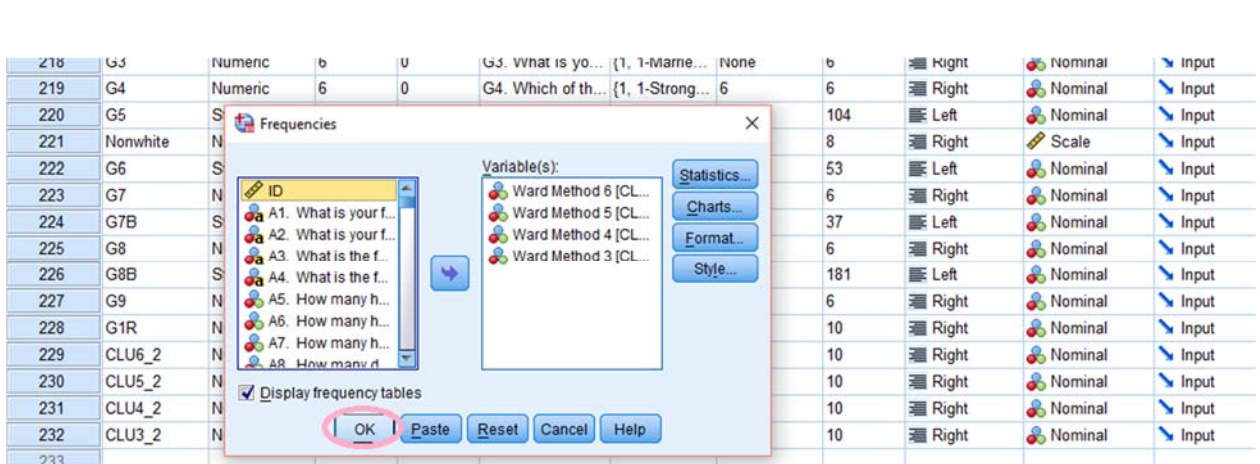 218 G3 Numeric 6 0 G3. What is yo... {1, 1-Marrie... None 6 Right Nominal Input
219 G4 Numeric 6 0 G4. Which of th... {1, 1-Strong... 6 6 Right Nominal Input
220 G5 S 104 Left Nominal Input
221 Nonwhite N 8 Right Scale Input
222 G6 S 53 Left Nominal Input
223 G7 N 6 Right Nominal Input
224 G7B S 37 Left Nominal Input
225 G8 N 6 Right Nominal Input
226 G8B S 181 Left Nominal Input
227 G9 N 6 Right Nominal Input
228 G1R N 10 Right Nominal Input
229 CLU6_2 N 10 Right Nominal Input
230 CLU5_2 N 10 Right Nominal Input
231 CLU4_2 N 10 Right Nominal Input
232 CLU3_2 N 10 Right Nominal Input
233
Frequencies
ID
A1. What is your f...
A2. What is your f...
A3. What is the f...
A4. What is the f...
A5. How many h...
A6. How many h...
A7. How many h...
A8. How many d
Variable(s):
Ward Method 6 [CL...
Ward Method 5 [CL...
Ward Method 4 [CL...
Ward Method 3 [CL...
Statistics...
Charts...
Format...
Style...
Display frequency tables
OK Paste Reset Cancel Help